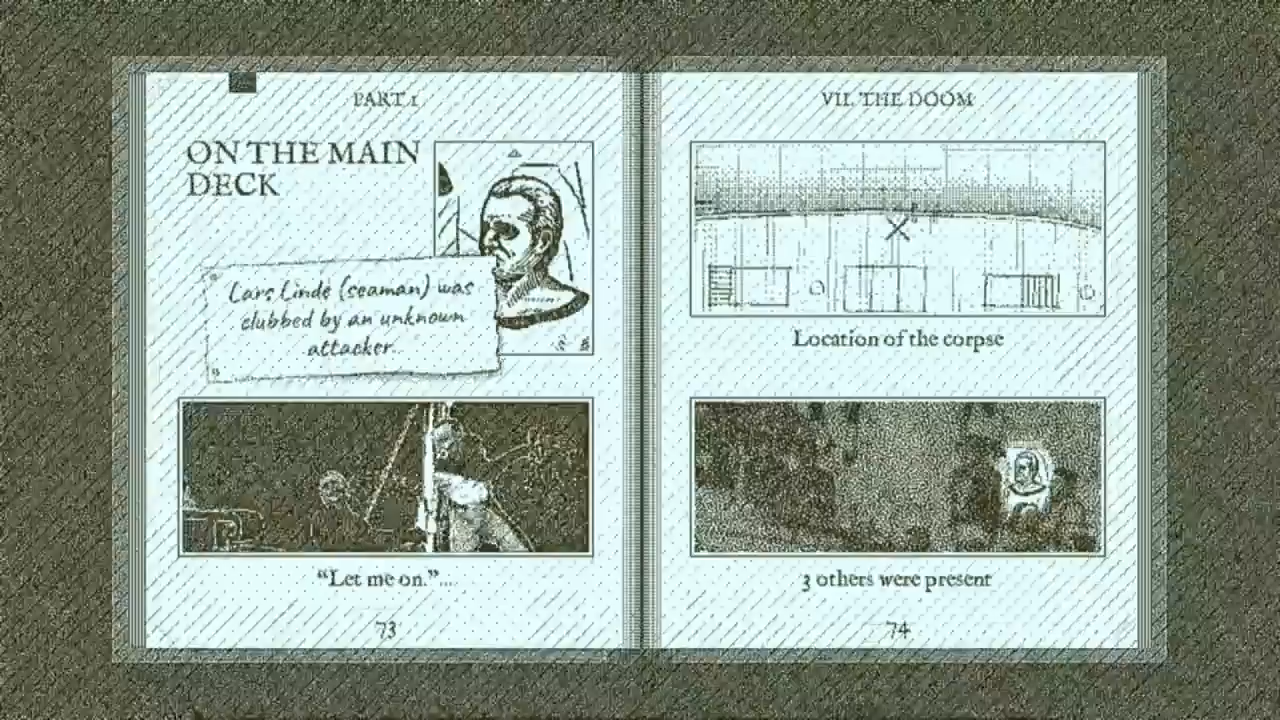 PART 1
ON THE MAIN
DECK
Lars Linde (seaman) was
clubbed by an unknown
attacker.
"Let me on."...
73
VII. THE DOOM
Location of the corpse
3 others were present
74